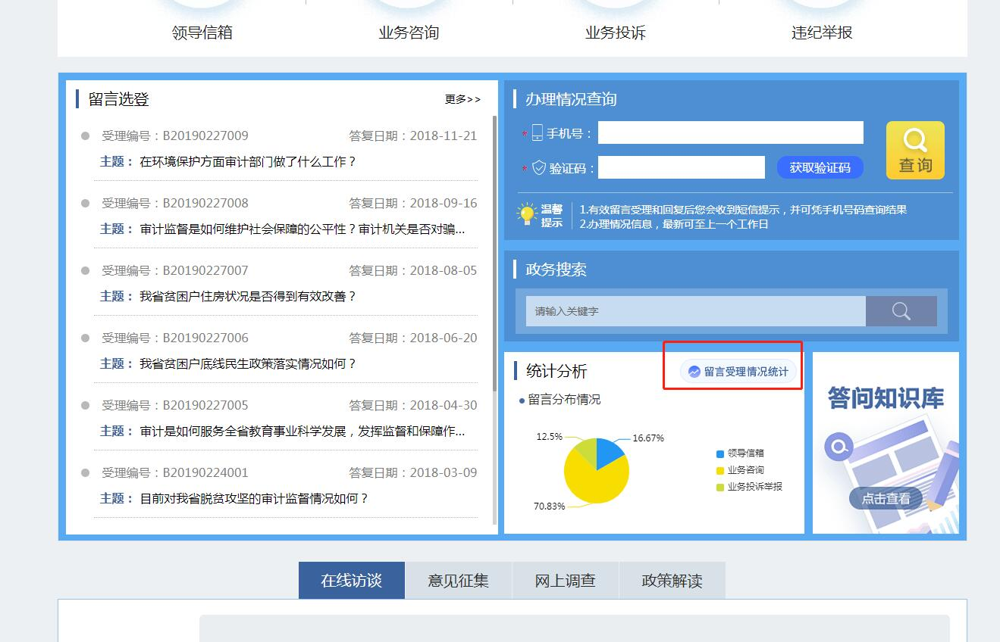 领导信箱
业务咨询
业务投诉
违纪举报
留言选登
更多>>
受理编号：B20190227009
答复日期：2018-11-21
主题： 在环境保护方面审计部门做了什么工作？
受理编号：B20190227008
答复日期：2018-09-16
主题： 审计监督是如何维护社会保障的公平性？审计机关是否对骗...
受理编号：B20190227007
答复日期：2018-08-05
主题： 我省贫困户住房状况是否得到有效改善？
受理编号：B20190227006
答复日期：2018-06-20
主题： 我省贫困户底线民生政策落实情况如何？
受理编号：B20190227005
答复日期：2018-04-30
主题： 审计是如何服务全省教育事业科学发展，发挥监督和保障作...
受理编号：B20190224001
答复日期：2018-03-09
主题： 目前对我省脱贫攻坚的审计监督情况如何？
办理情况查询
* 手机号：
* 验证码：
获取验证码
查询
温馨
提示
1.有效留言受理和回复后您会收到短信提示，并可凭手机号码查询结果
2.办理情况信息，最新可至上一个工作日
政务搜索
请输入关键字
统计分析
留言受理情况统计
留言分布情况
12.5%
16.67%
70.83%
领导信箱
业务咨询
业务投诉举报
答问知识库
点击查看
在线访谈
意见征集
网上调查
政策解读